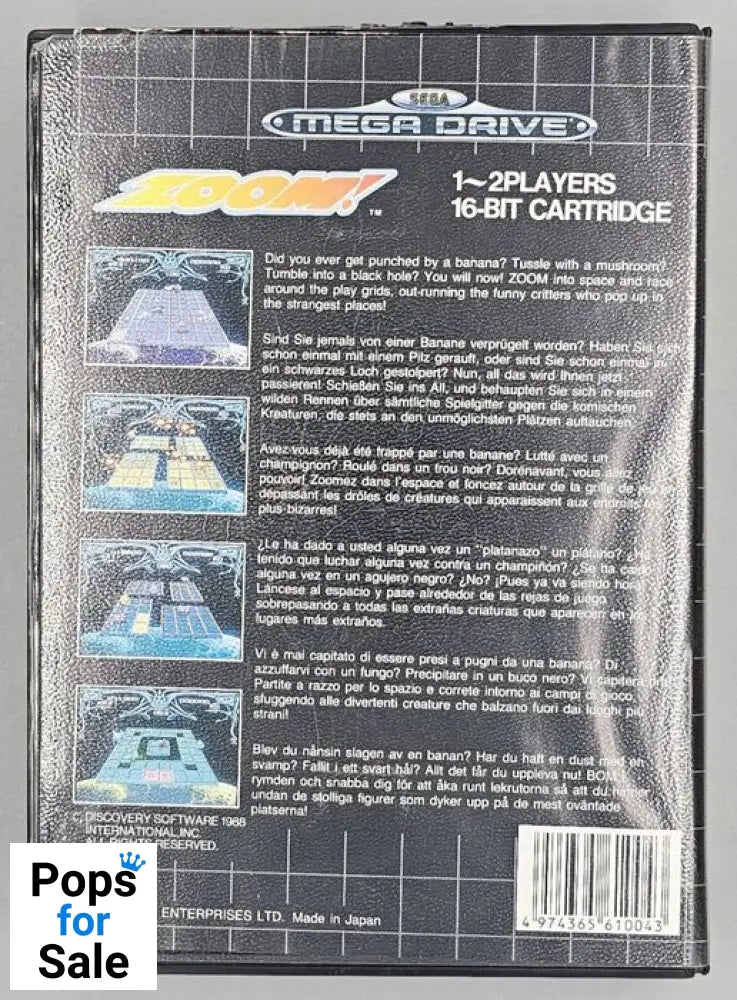 SEGA
MEGA DRIVE
ZOOM!™
1~2PLAYERS
16-BIT CARTRIDGE
Did you ever get punched by a banana? Tussle with a mushroom?
Tumble into a black hole? You will now! ZOOM into space and race
around the play grids, out-running the funny critters who pop up in
the strangest places!
Sind Sie jemals von einer Banane verprügelt worden? Haben Sie sich
schon einmal mit einem Pilz gerauft, oder sind Sie schon einmal in
ein schwarzes Loch gestolpert? Nun, all das wird Ihnen jetzt
passieren! Schießen Sie ins All, und behaupten Sie sich in einem
wilden Rennen über sämtliche Spielgitter gegen die komischen
Kreaturen, die stets an den unmöglichsten Plätzen auftauchen.
Avez-vous déjà été frappé par une banane? Lutté avec un
champignon? Roulé dans un trou noir? Dorénavant, vous allez
pouvoir! Zoomez dans l'espace et foncez autour de la grille de jeu
dépassant les drôles de créatures qui apparaissent aux endroits les
plus bizarres!
¿Le ha dado a usted alguna vez un "platanazo" un plátano? ¿Ha
tenido que luchar alguna vez contra un champiñón? ¿Se ha caído
alguna vez en un agujero negro? ¿No? ¡Pues ya va siendo hora!
Láncese al espacio y pase alrededor de las rejas de juego
sobrepasando a todas las extrañas criaturas que aparecen en los
lugares más extraños.
Vi è mai capitato di essere presi a pugni da una banana? Di
azzuffarvi con un fungo? Precipitare in un buco nero? Vi capiterà
Partite a razzo per lo spazio e correte intorno ai campi di gioco,
sfuggendo alle divertenti creature che balzano fuori dai luoghi più
strani!
Blev du nånsin slagen av en banan? Har du haft en dust med en
svamp? Fallit i ett svart hål? Allt det får du uppleva nu! BOM i
rymden och snabba dig för att åka runt lekrutorna så att du hinner
undan de stolliga figurer som dyker upp på de mest oväntade
platserna!
© DISCOVERY SOFTWARE 1988
INTERNATIONAL,INC.
ALL RIGHTS RESERVED.
ENTERPRISES LTD. Made in Japan
4 974365 610043
Pops
for
Sale